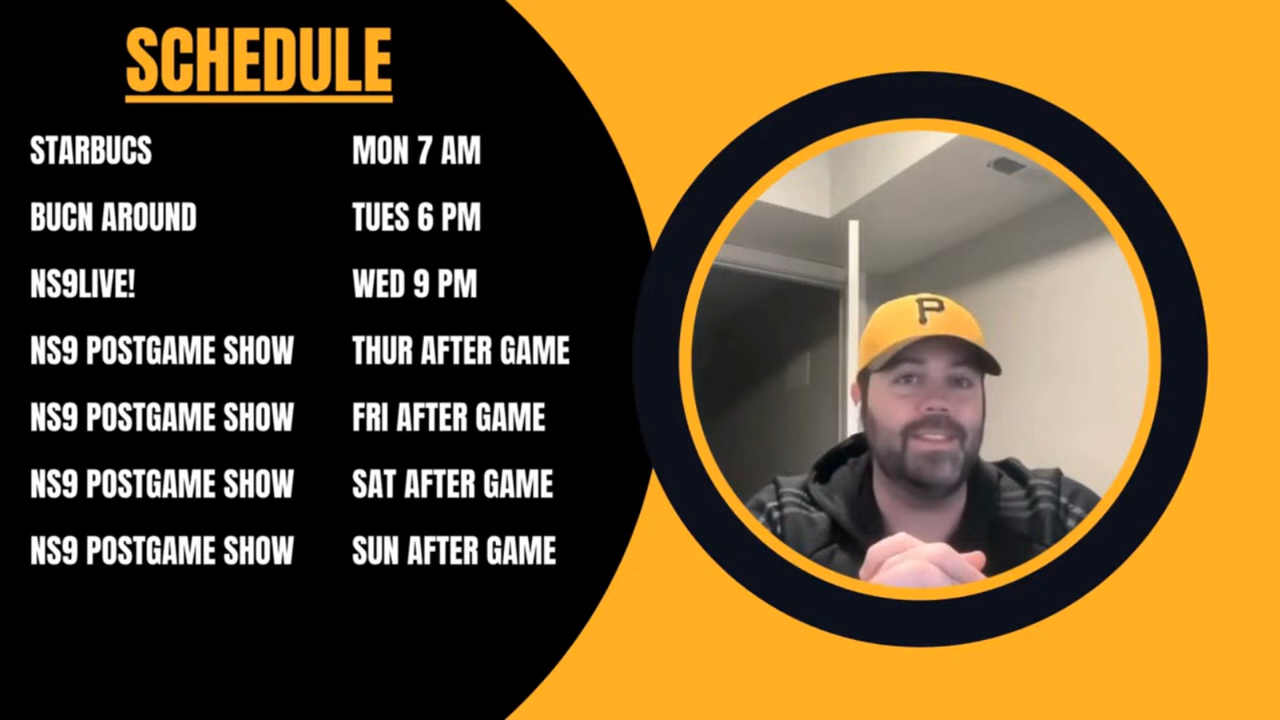 SCHEDULE
STARBUCS MON 7 AM
BUCN AROUND TUES 6 PM
NS9LIVE! WED 9 PM
NS9 POSTGAME SHOW THUR AFTER GAME
NS9 POSTGAME SHOW FRI AFTER GAME
NS9 POSTGAME SHOW SAT AFTER GAME
NS9 POSTGAME SHOW SUN AFTER GAME
P